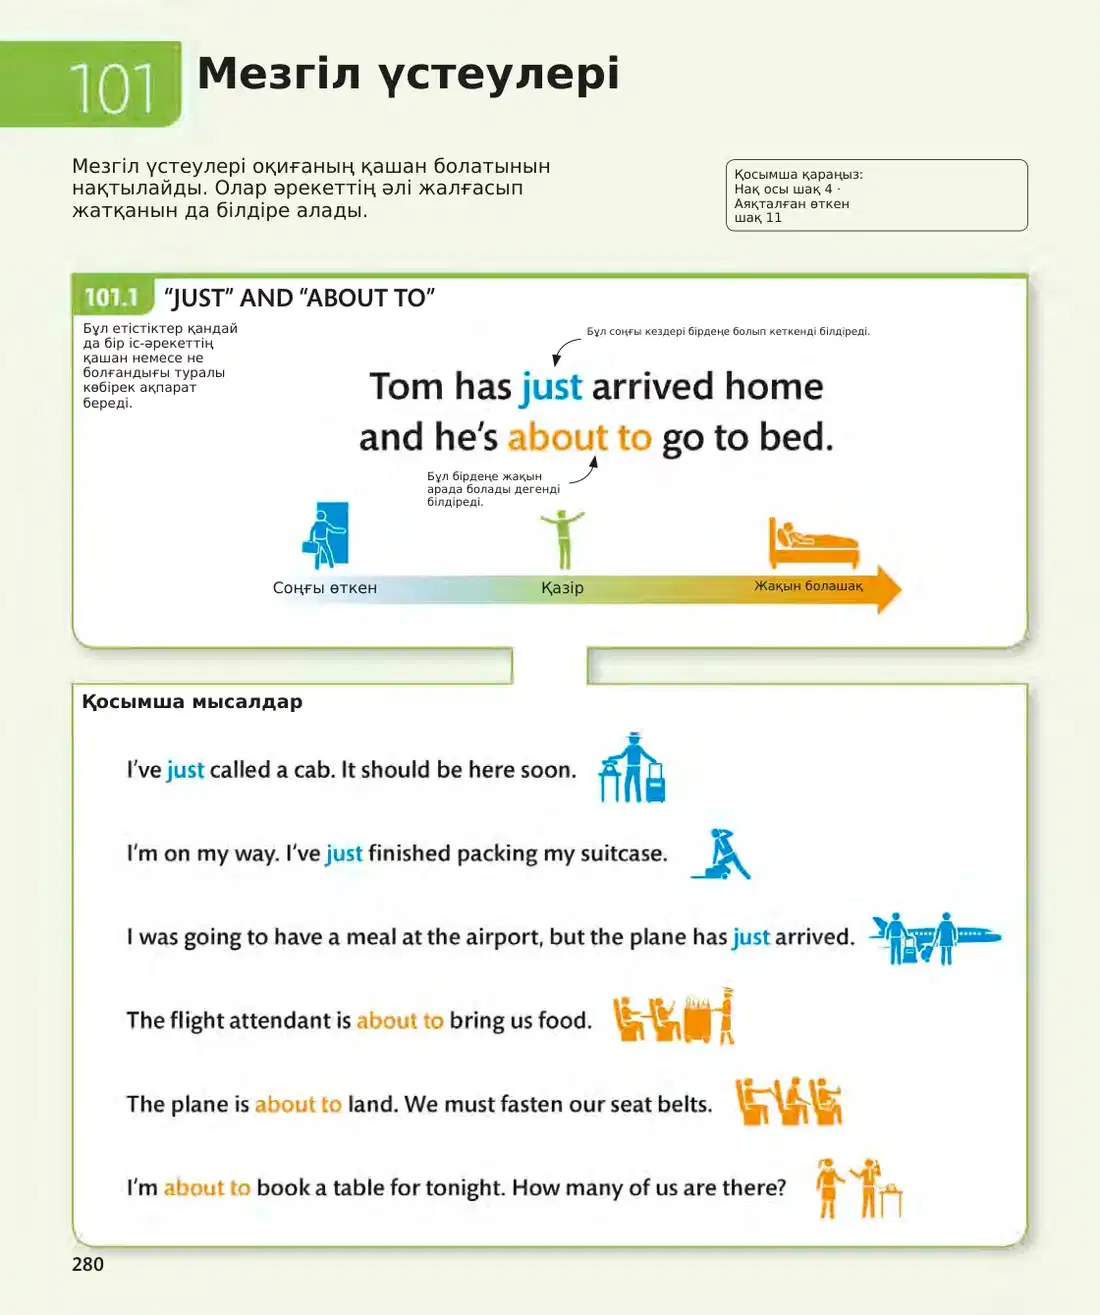 101
Мезгіл үстеулері
Мезгіл үстеулері оқиғаның қашан болатынын
нақтылайды. Олар әрекеттің әлі жалғасып
жатқанын да білдіре алады.
Қосымша қараңыз:
Нақ осы шақ 4 ·
Аяқталған өткен
шақ 11
101.1 “JUST” AND “ABOUT TO”
Бұл етістіктер қандай
да бір іс-әрекеттің
қашан немесе не
болғандығы туралы
көбірек ақпарат
береді.
Бұл соңғы кездері бірдеңе болып кеткенді білдіреді.
Tom has just arrived home
and he’s about to go to bed.
Бұл бірдеңе жақын
арада болады дегенді
білдіреді.
Соңғы өткен
Қазір
Жақын болашақ
Қосымша мысалдар
I’ve just called a cab. It should be here soon.
I’m on my way. I’ve just finished packing my suitcase.
I was going to have a meal at the airport, but the plane has just arrived.
The flight attendant is about to bring us food.
The plane is about to land. We must fasten our seat belts.
I’m about to book a table for tonight. How many of us are there?
280